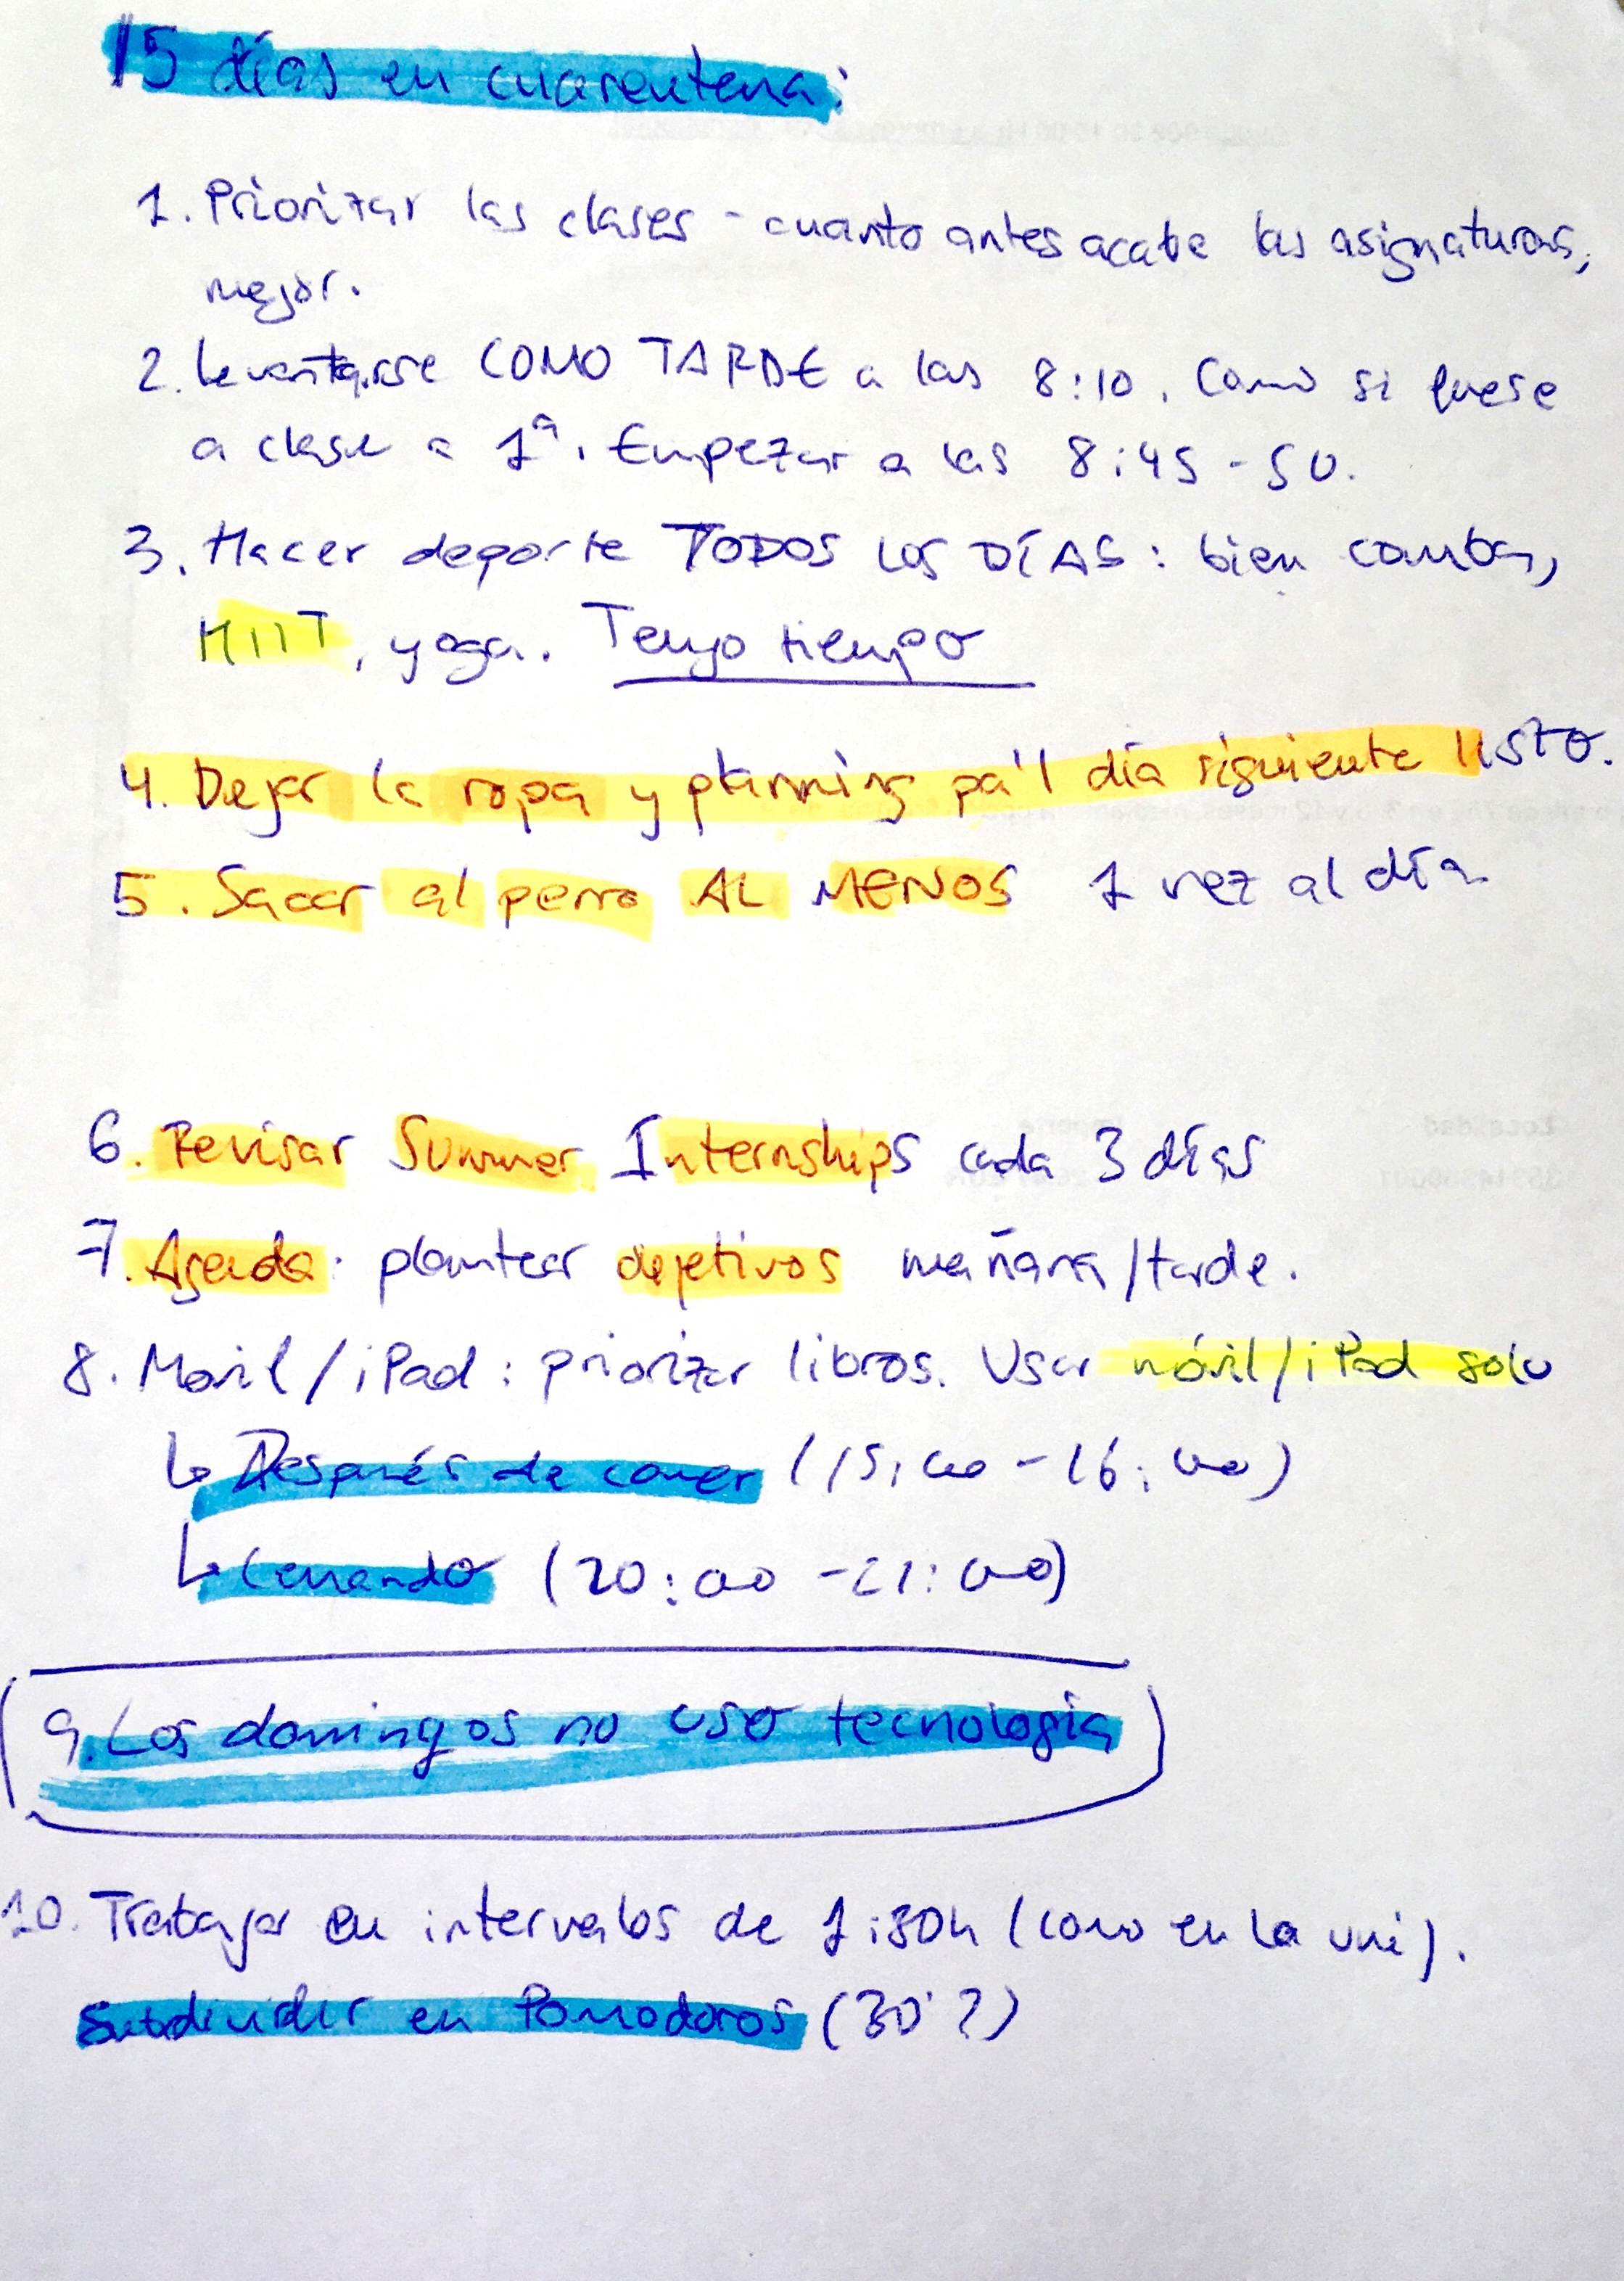 15 días en cuarentena:
1. Priorizar las clases - cuanto antes acabe las asignaturas,
mejor.
2. Levantarse COMO TARDE a las 8:10. Como si fuese
a clase a 1ª. Empezar a las 8:45 - 50.
3. Hacer deporte TODOS LOS DÍAS: bien comba,
HIIT, yoga. Tengo tiempo
4. Dejar la ropa y planning pa'l día siguiente listo.
5. Sacar al perro AL MENOS 1 vez al día
6. Revisar Summer Internships cada 3 días
7. Agenda: plantear objetivos mañana/tarde.
8. Movil/iPad: priorizar libros. Usar móvil/iPad solo
↳ Después de comer (15:00 - 16:00)
↳ Cenando (20:00 - 21:00)
9. Los domingos no uso tecnología
10. Trabajar en intervalos de 1:30h (como en la uni).
Subdividir en Pomodoros (30'?)